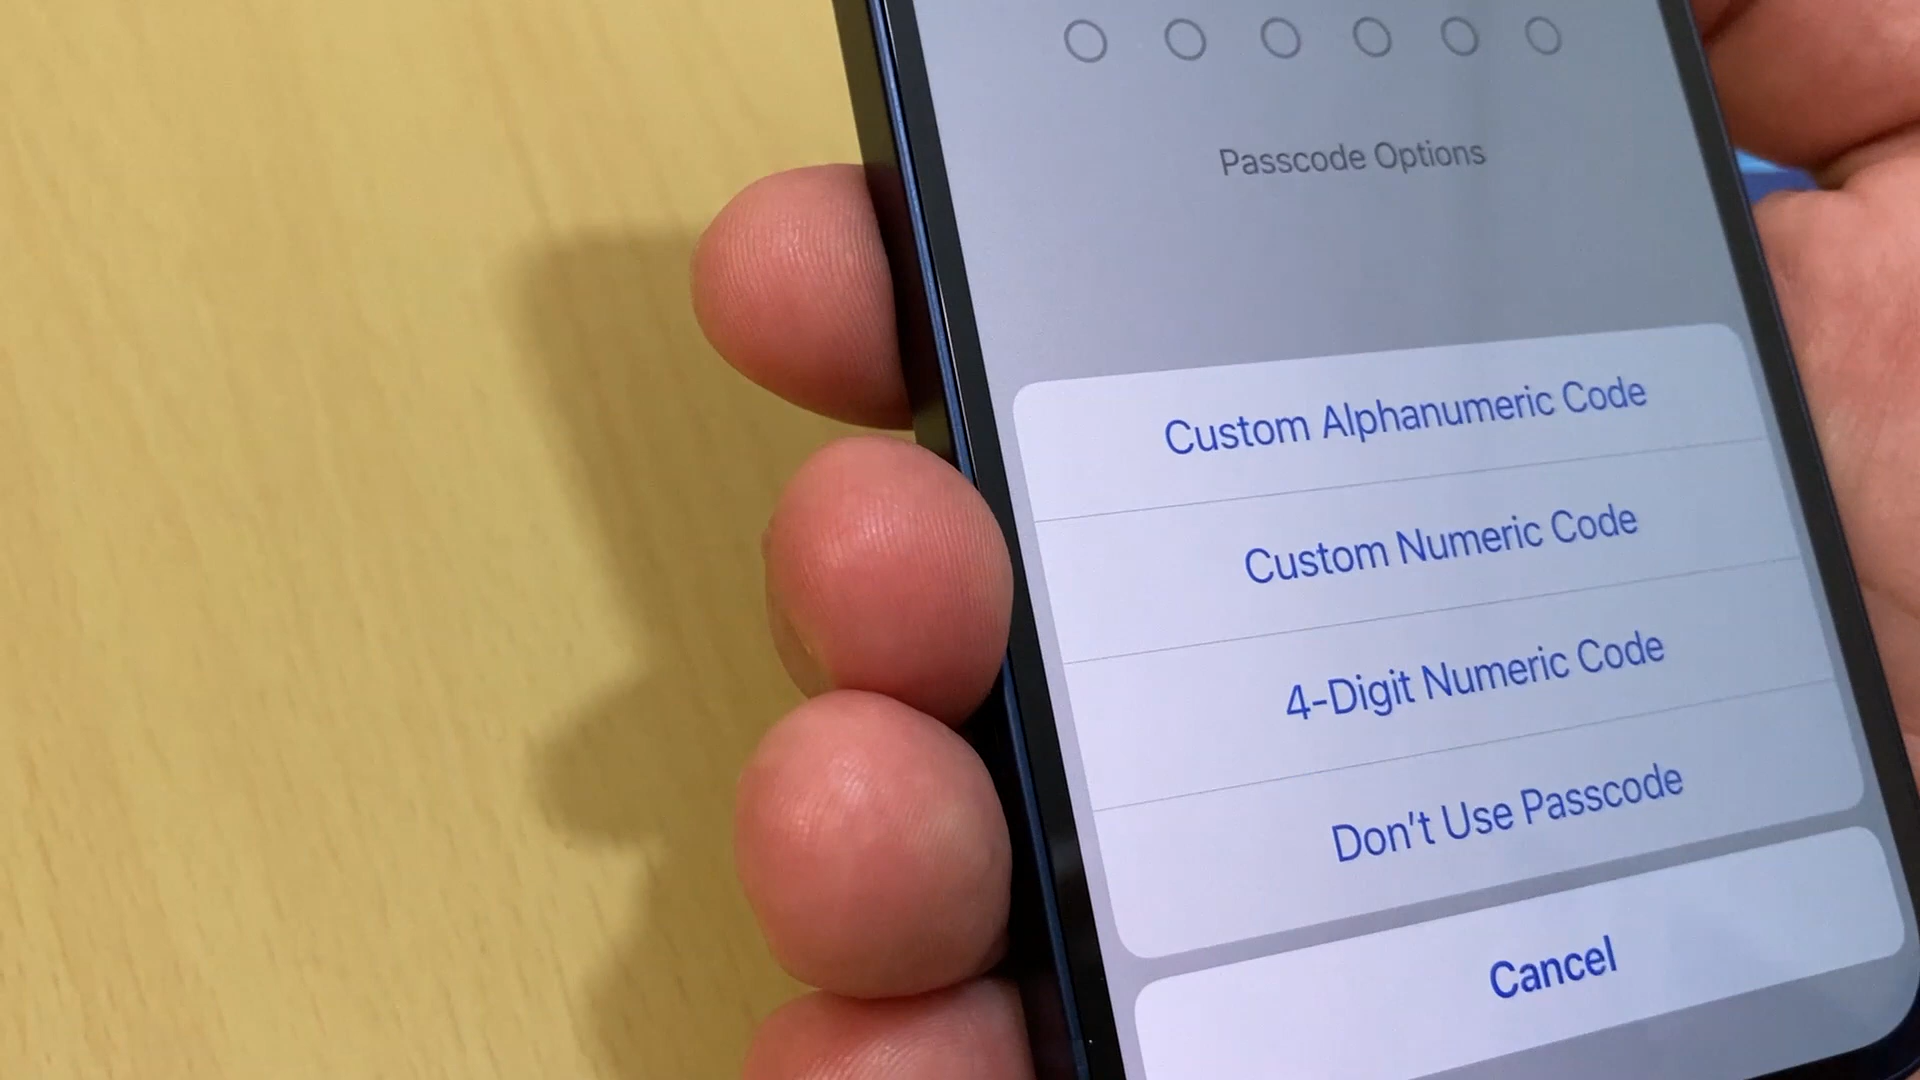 Passcode Options
Custom Alphanumeric Code
Custom Numeric Code
4-Digit Numeric Code
Don't Use Passcode
Cancel